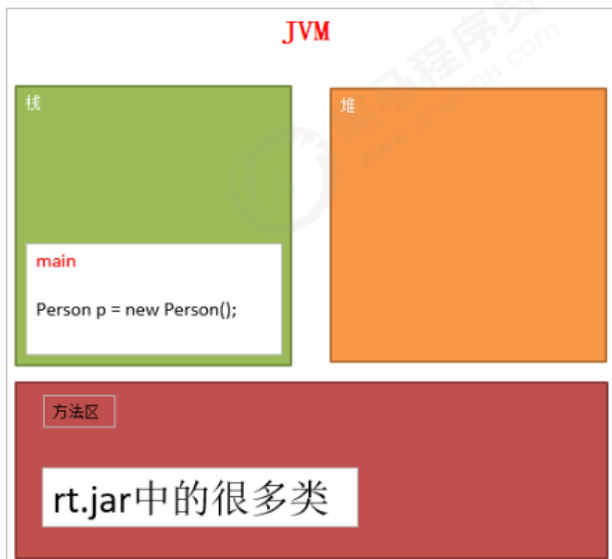 JVM
栈
堆
main
Person p = new Person();
方法区
rt.jar中的很多类